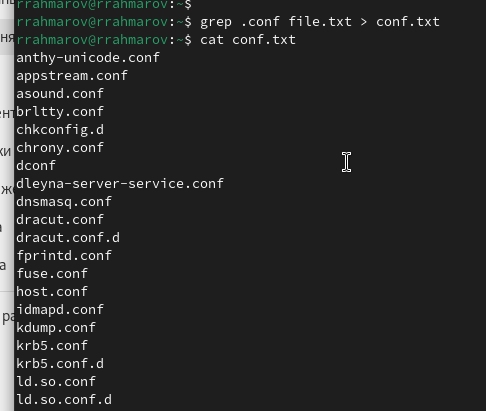 rrahmarov@rrahmarov:~$
rrahmarov@rrahmarov:~$ grep .conf file.txt > conf.txt
rrahmarov@rrahmarov:~$ cat conf.txt
anthy-unicode.conf
appstream.conf
asound.conf
brltty.conf
chkconfig.d
chrony.conf
dconf
dleyna-server-service.conf
dnsmasq.conf
dracut.conf
dracut.conf.d
fprintd.conf
fuse.conf
host.conf
idmapd.conf
kdump.conf
krb5.conf
krb5.conf.d
ld.so.conf
ld.so.conf.d